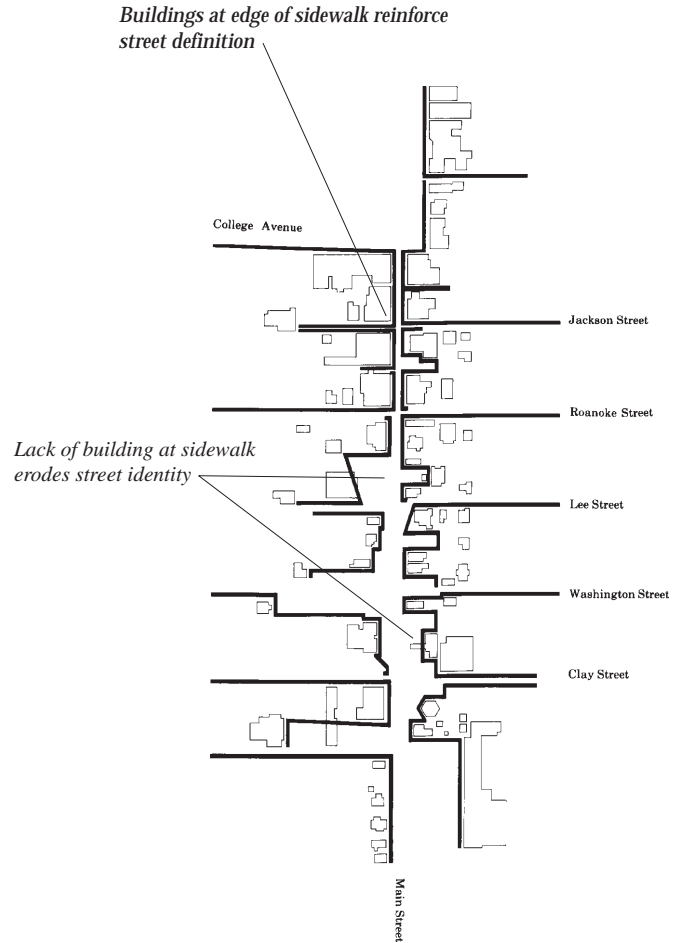 Buildings at edge of sidewalk reinforce
street definition
College Avenue
Jackson Street
Roanoke Street
Lack of building at sidewalk
erodes street identity
Lee Street
Washington Street
Clay Street
Main Street